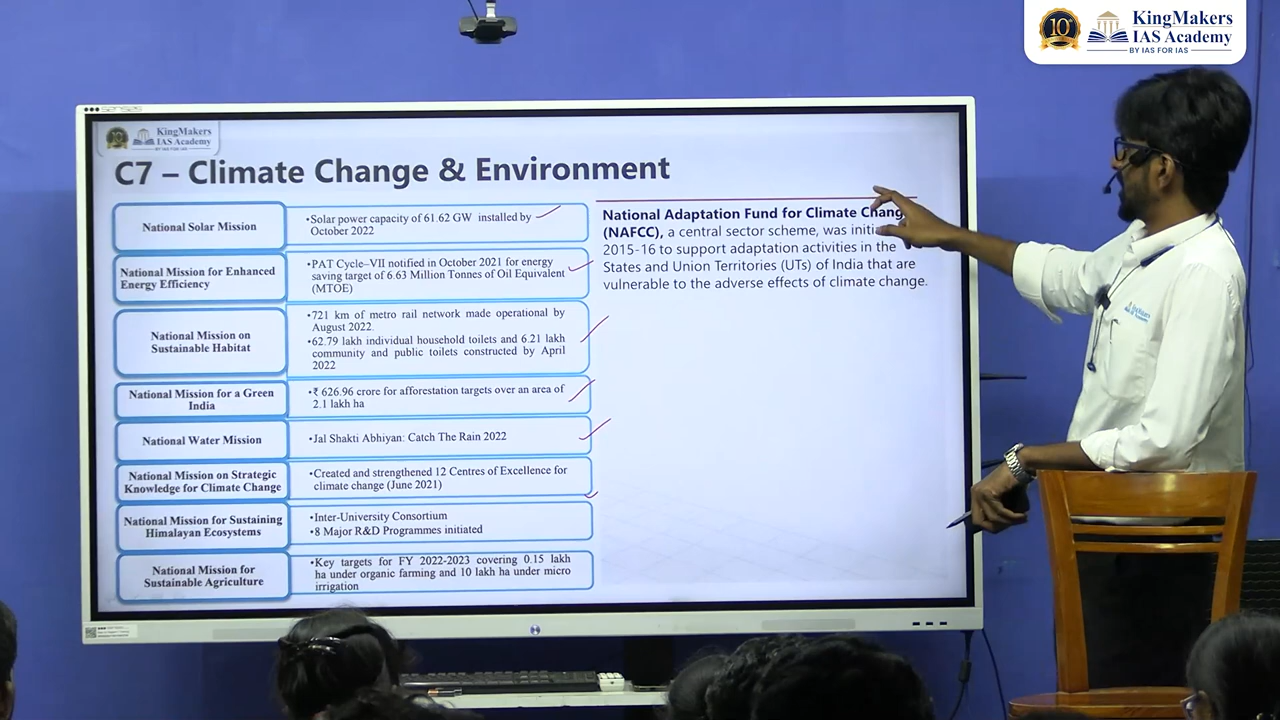 10
KingMakers
IAS Academy
BY IAS FOR IAS
10
KingMakers
IAS Academy
BY IAS FOR IAS
C7 – Climate Change & Environment
National Solar Mission
•Solar power capacity of 61.62 GW installed by
October 2022
National Mission for Enhanced
Energy Efficiency
•PAT Cycle–VII notified in October 2021 for energy
saving target of 6.63 Million Tonnes of Oil Equivalent
(MTOE)
National Mission on
Sustainable Habitat
•721 km of metro rail network made operational by
August 2022.
•62.79 lakh individual household toilets and 6.21 lakh
community and public toilets constructed by April
2022
National Mission for a Green
India
•₹ 626.96 crore for afforestation targets over an area of
2.1 lakh ha
National Water Mission
•Jal Shakti Abhiyan: Catch The Rain 2022
National Mission on Strategic
Knowledge for Climate Change
•Created and strengthened 12 Centres of Excellence for
climate change (June 2021)
National Mission for Sustaining
Himalayan Ecosystems
•Inter-University Consortium
•8 Major R&D Programmes initiated
National Mission for
Sustainable Agriculture
•Key targets for FY 2022-2023 covering 0.15 lakh
ha under organic farming and 10 lakh ha under micro
irrigation
National Adaptation Fund for Climate Chang
(NAFCC), a central sector scheme, was initi
2015-16 to support adaptation activities in the
States and Union Territories (UTs) of India that are
vulnerable to the adverse effects of climate change.